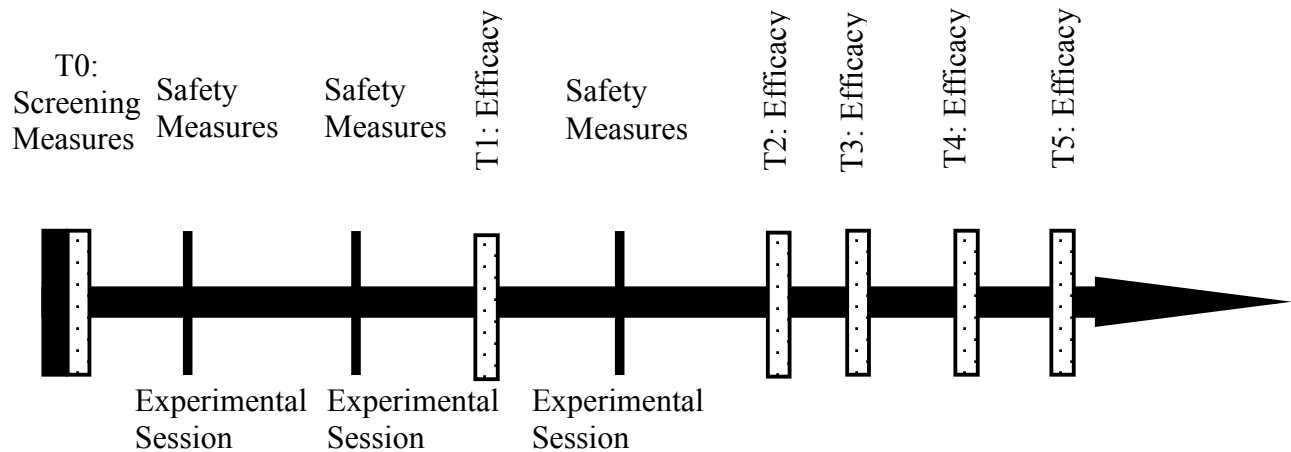 T0:
Screening
Measures
Safety
Measures
Safety
Measures
T1: Efficacy
Safety
Measures
T2: Efficacy
T3: Efficacy
T4: Efficacy
T5: Efficacy
Experimental
Session
Experimental
Session
Experimental
Session